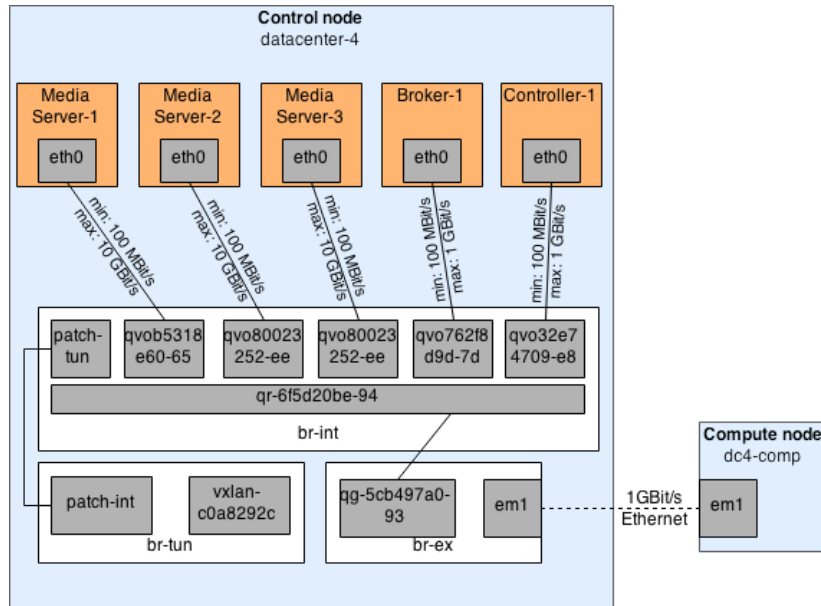 Control node
datacenter-4
Media
Server-1
Media
Server-2
Media
Server-3
Broker-1
Controller-1
eth0
eth0
eth0
eth0
eth0
min: 100 MBit/s
max: 10 GBit/s
min: 100 MBit/s
max: 10 GBit/s
min: 100 MBit/s
max: 10 GBit/s
min: 100 MBit/s
max: 1 GBit/s
min: 100 MBit/s
max: 1 GBit/s
patch-
tun
qvob5318
e60-65
qvo80023
252-ee
qvo80023
252-ee
qvo762f8
d9d-7d
qvo32e7
4709-e8
qr-6f5d20be-94
br-int
patch-int
vxlan-
c0a8292c
br-tun
qg-5cb497a0-
93
em1
br-ex
1GBit/s
Ethernet
Compute node
dc4-comp
em1